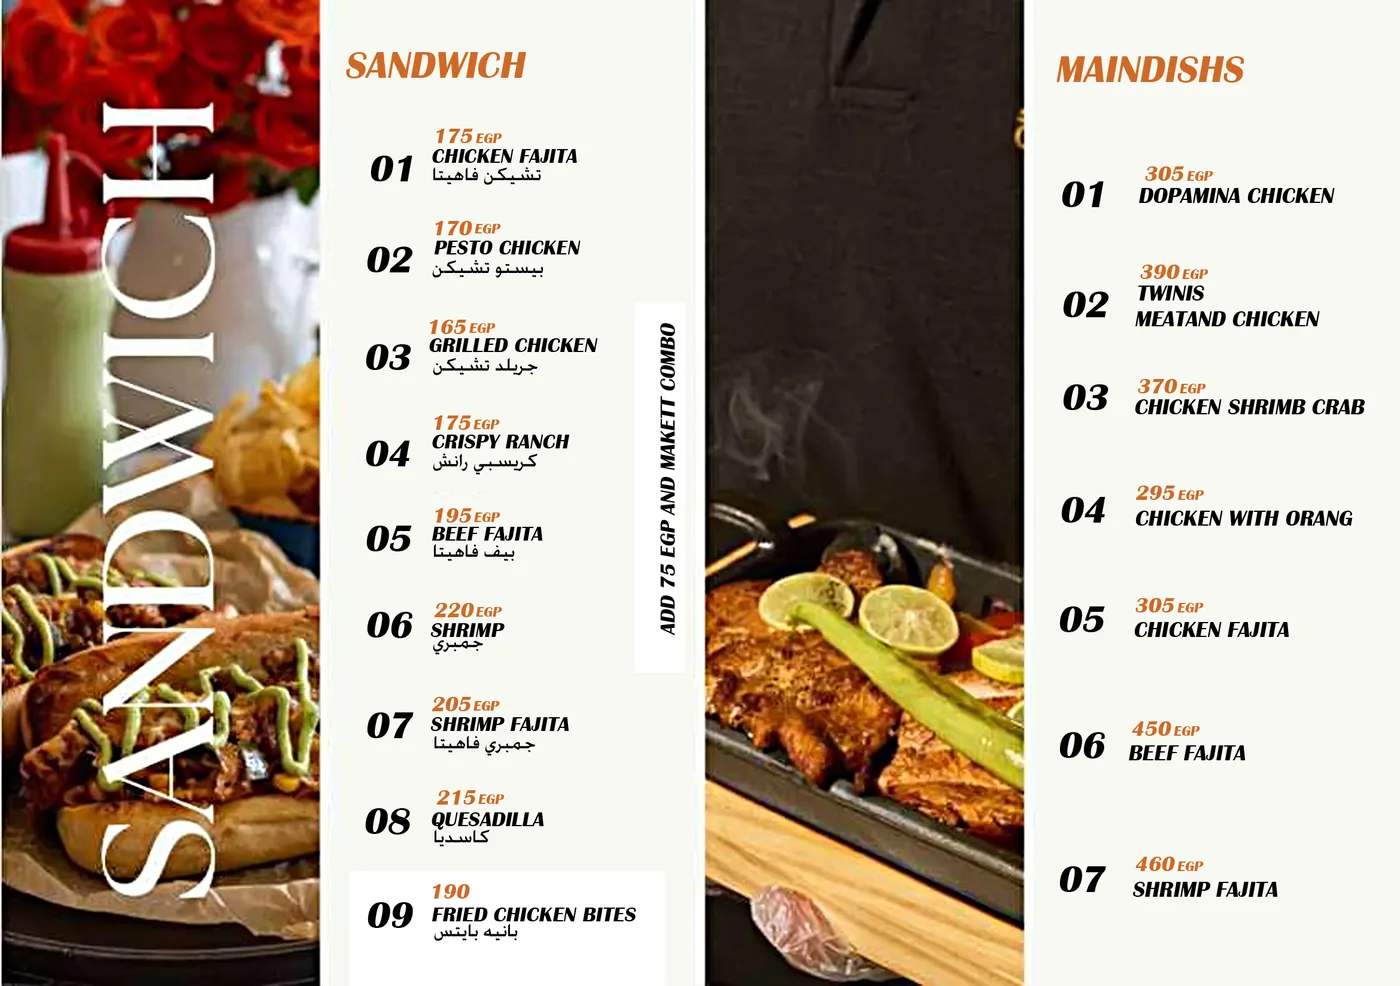 SANDWICH
SANDWICH
01
175 EGP
CHICKEN FAJITA
تشيكن فاهيتا
02
170 EGP
PESTO CHICKEN
بيستو تشيكن
03
165 EGP
GRILLED CHICKEN
جريلد تشيكن
04
175 EGP
CRISPY RANCH
كريسبي رانش
05
195 EGP
BEEF FAJITA
بيف فاهيتا
06
220 EGP
SHRIMP
جمبري
07
205 EGP
SHRIMP FAJITA
جمبري فاهيتا
08
215 EGP
QUESADILLA
كاسديا
09
190
FRIED CHICKEN BITES
بانيه بايتس
ADD 75 EGP AND MAKETT COMBO
MAINDISHS
01
305 EGP
DOPAMINA CHICKEN
02
390 EGP
TWINIS
MEATAND CHICKEN
03
370 EGP
CHICKEN SHRIMB CRAB
04
295 EGP
CHICKEN WITH ORANG
05
305 EGP
CHICKEN FAJITA
06
450 EGP
BEEF FAJITA
07
460 EGP
SHRIMP FAJITA